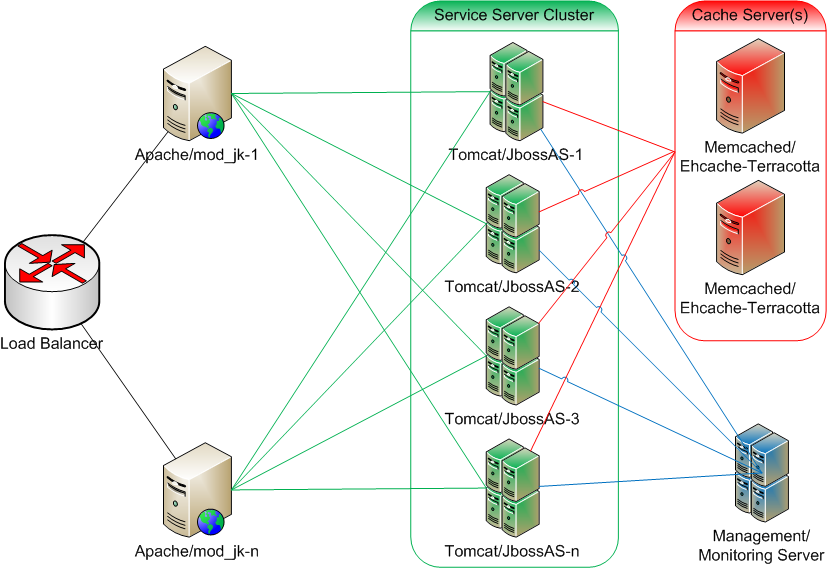 Service Server Cluster
Cache Server(s)
Apache/mod_jk-1
Tomcat/JbossAS-1
Memcached/
Ehcache-Terracotta
Tomcat/JbossAS-2
Memcached/
Ehcache-Terracotta
Load Balancer
Tomcat/JbossAS-3
Apache/mod_jk-n
Tomcat/JbossAS-n
Management/
Monitoring Server